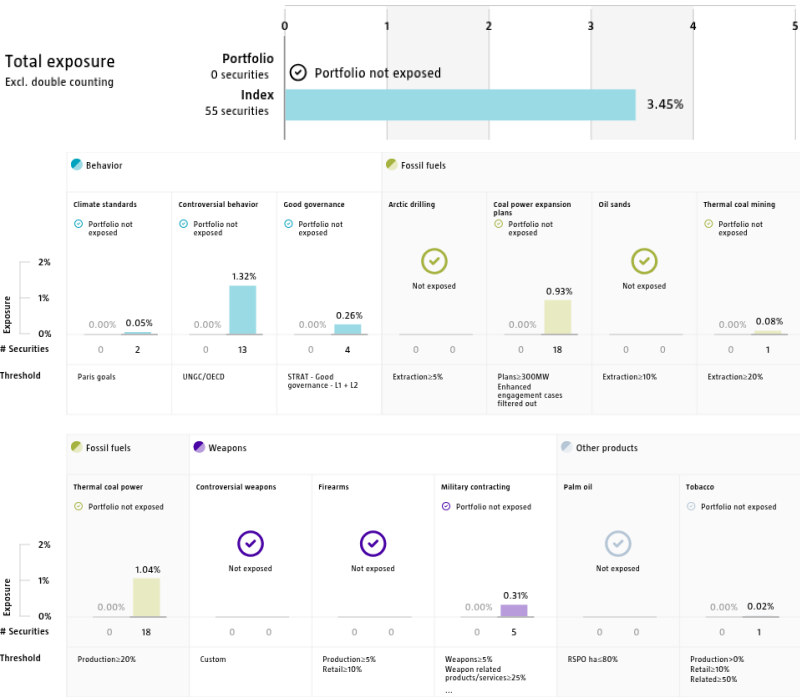 0 1 2 3 4 5
Total exposure
Excl. double counting
Portfolio
0 securities
Portfolio not exposed
Index
55 securities
3.45%
Behavior
Fossil fuels
Climate standards
Controversial behavior
Good governance
Arctic drilling
Coal power expansion
plans
Oil sands
Thermal coal mining
Portfolio not
exposed
Portfolio not
exposed
Portfolio not
exposed
Not exposed
Portfolio not
exposed
Not exposed
Portfolio not
exposed
Exposure
2%
1%
0%
0.00% 0.05%
0.00% 1.32%
0.00% 0.26%
0.00% 0.93%
0.00% 0.08%
# Securities
0 2 0 13 0 4 0 0 0 18 0 0 0 1
Threshold
Paris goals
UNGC/OECD
STRAT - Good
governance - L1 + L2
Extraction≥5%
Plans≥300MW
Enhanced
engagement cases
filtered out
Extraction≥10%
Extraction≥20%
Fossil fuels
Weapons
Other products
Thermal coal power
Controversial weapons
Firearms
Military contracting
Palm oil
Tobacco
Portfolio not exposed
Not exposed
Not exposed
Portfolio not exposed
Not exposed
Portfolio not exposed
Exposure
2%
1%
0%
0.00% 1.04%
0.00% 0.31%
0.00% 0.02%
# Securities
0 18 0 0 0 0 0 5 0 0 0 1
Threshold
Production≥20%
Custom
Production≥5%
Retail≥10%
Weapons≥5%
Weapon related
products/services≥25%
...
RSPO ha≤80%
Production>0%
Retail≥10%
Related≥50%